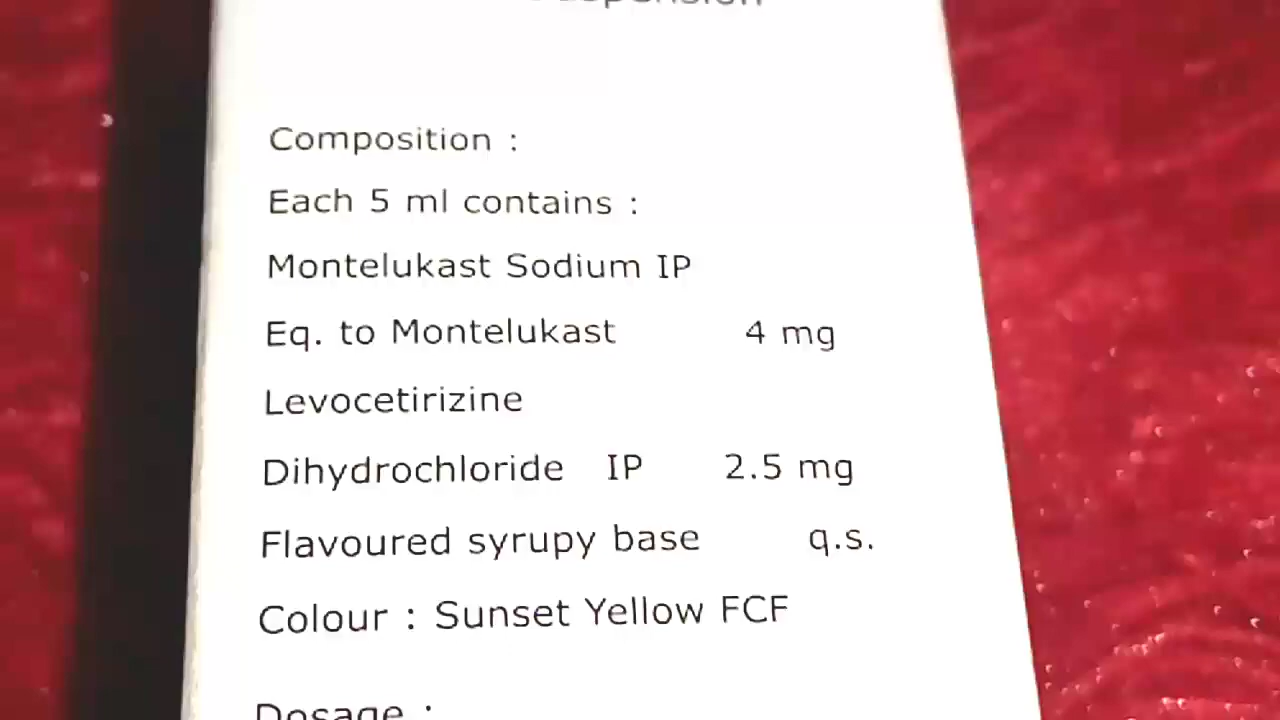 Suspension
Composition :
Each 5 ml contains :
Montelukast Sodium IP
Eq. to Montelukast 4 mg
Levocetirizine
Dihydrochloride IP 2.5 mg
Flavoured syrupy base q.s.
Colour : Sunset Yellow FCF
Dosage :